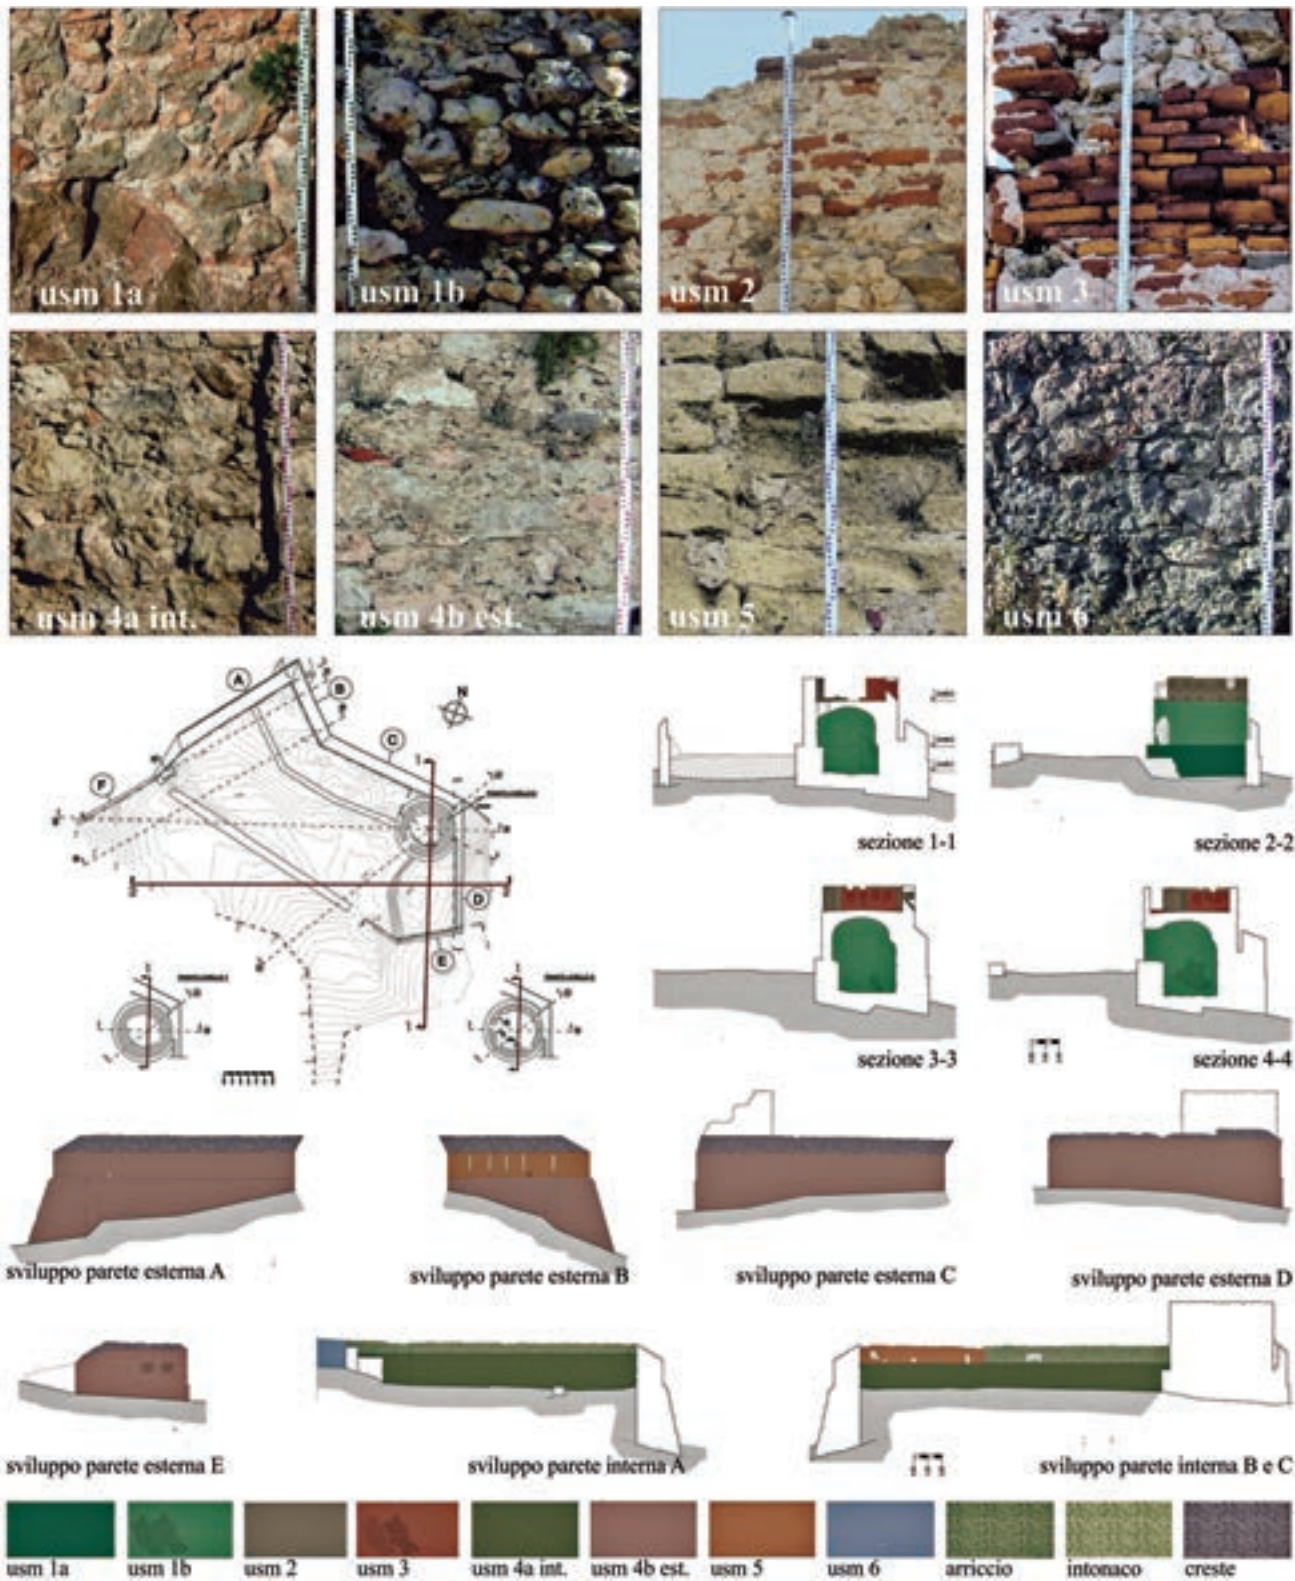 usm 1a
usm 1b
usm 2
usm 3
usm 4a int.
usm 4b est.
usm 5
usm 6
A
B
N
C
F
D
E
sezione 1-1
sezione 2-2
sezione 3-3
sezione 4-4
sviluppo parete esterna A
sviluppo parete esterna B
sviluppo parete esterna C
sviluppo parete esterna D
sviluppo parete esterna E
sviluppo parete interna A
sviluppo parete interna B e C
usm 1a
usm 1b
usm 2
usm 3
usm 4a int.
usm 4b est.
usm 5
usm 6
arriccio
intonaco
creste